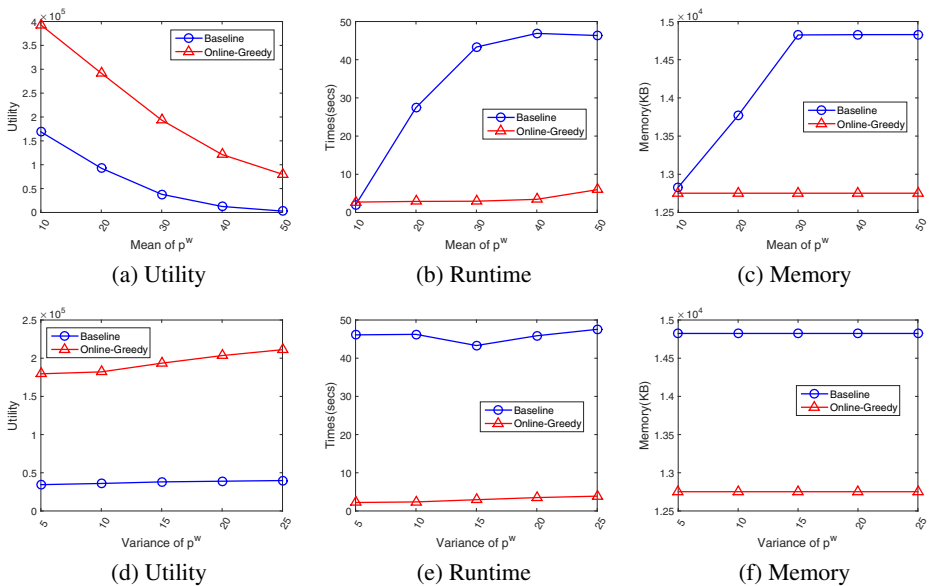 4 ×10^5
3.5
3
2.5
2
1.5
1
0.5
0
Utility
10 20 30 40 50
Mean of p^w
Baseline
Online-Greedy
(a) Utility
50
40
30
20
10
0
Times(secs)
10 20 30 40 50
Mean of p^w
Baseline
Online-Greedy
(b) Runtime
1.5 ×10^4
1.45
1.4
1.35
1.3
1.25
Memory(KB)
10 20 30 40 50
Mean of p^w
Baseline
Online-Greedy
(c) Memory
2.5 ×10^5
2
1.5
1
0.5
0
Utility
5 10 15 20 25
Variance of p^w
Baseline
Online-Greedy
(d) Utility
50
40
30
20
10
0
Times(secs)
5 10 15 20 25
Variance of p^w
Baseline
Online-Greedy
(e) Runtime
1.5 ×10^4
1.45
1.4
1.35
1.3
1.25
Memory(KB)
5 10 15 20 25
Variance of p^w
Baseline
Online-Greedy
(f) Memory